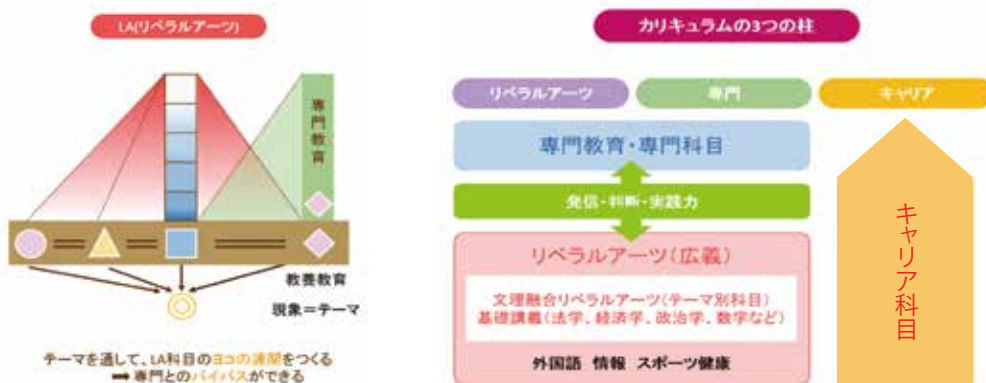 LA(リベラルアーツ)
専門教育
教養教育
現象＝テーマ
テーマを通して、LA科目のヨコの連関をつくる
➡ 専門とのバイパスができる
カリキュラムの3つの柱
リベラルアーツ
専門
キャリア
専門教育・専門科目
発信・判断・実践力
リベラルアーツ(広義)
文理融合リベラルアーツ(テーマ別科目)
基礎講義(法学、経済学、政治学、数学など)
外国語 情報 スポーツ健康
キャリア科目